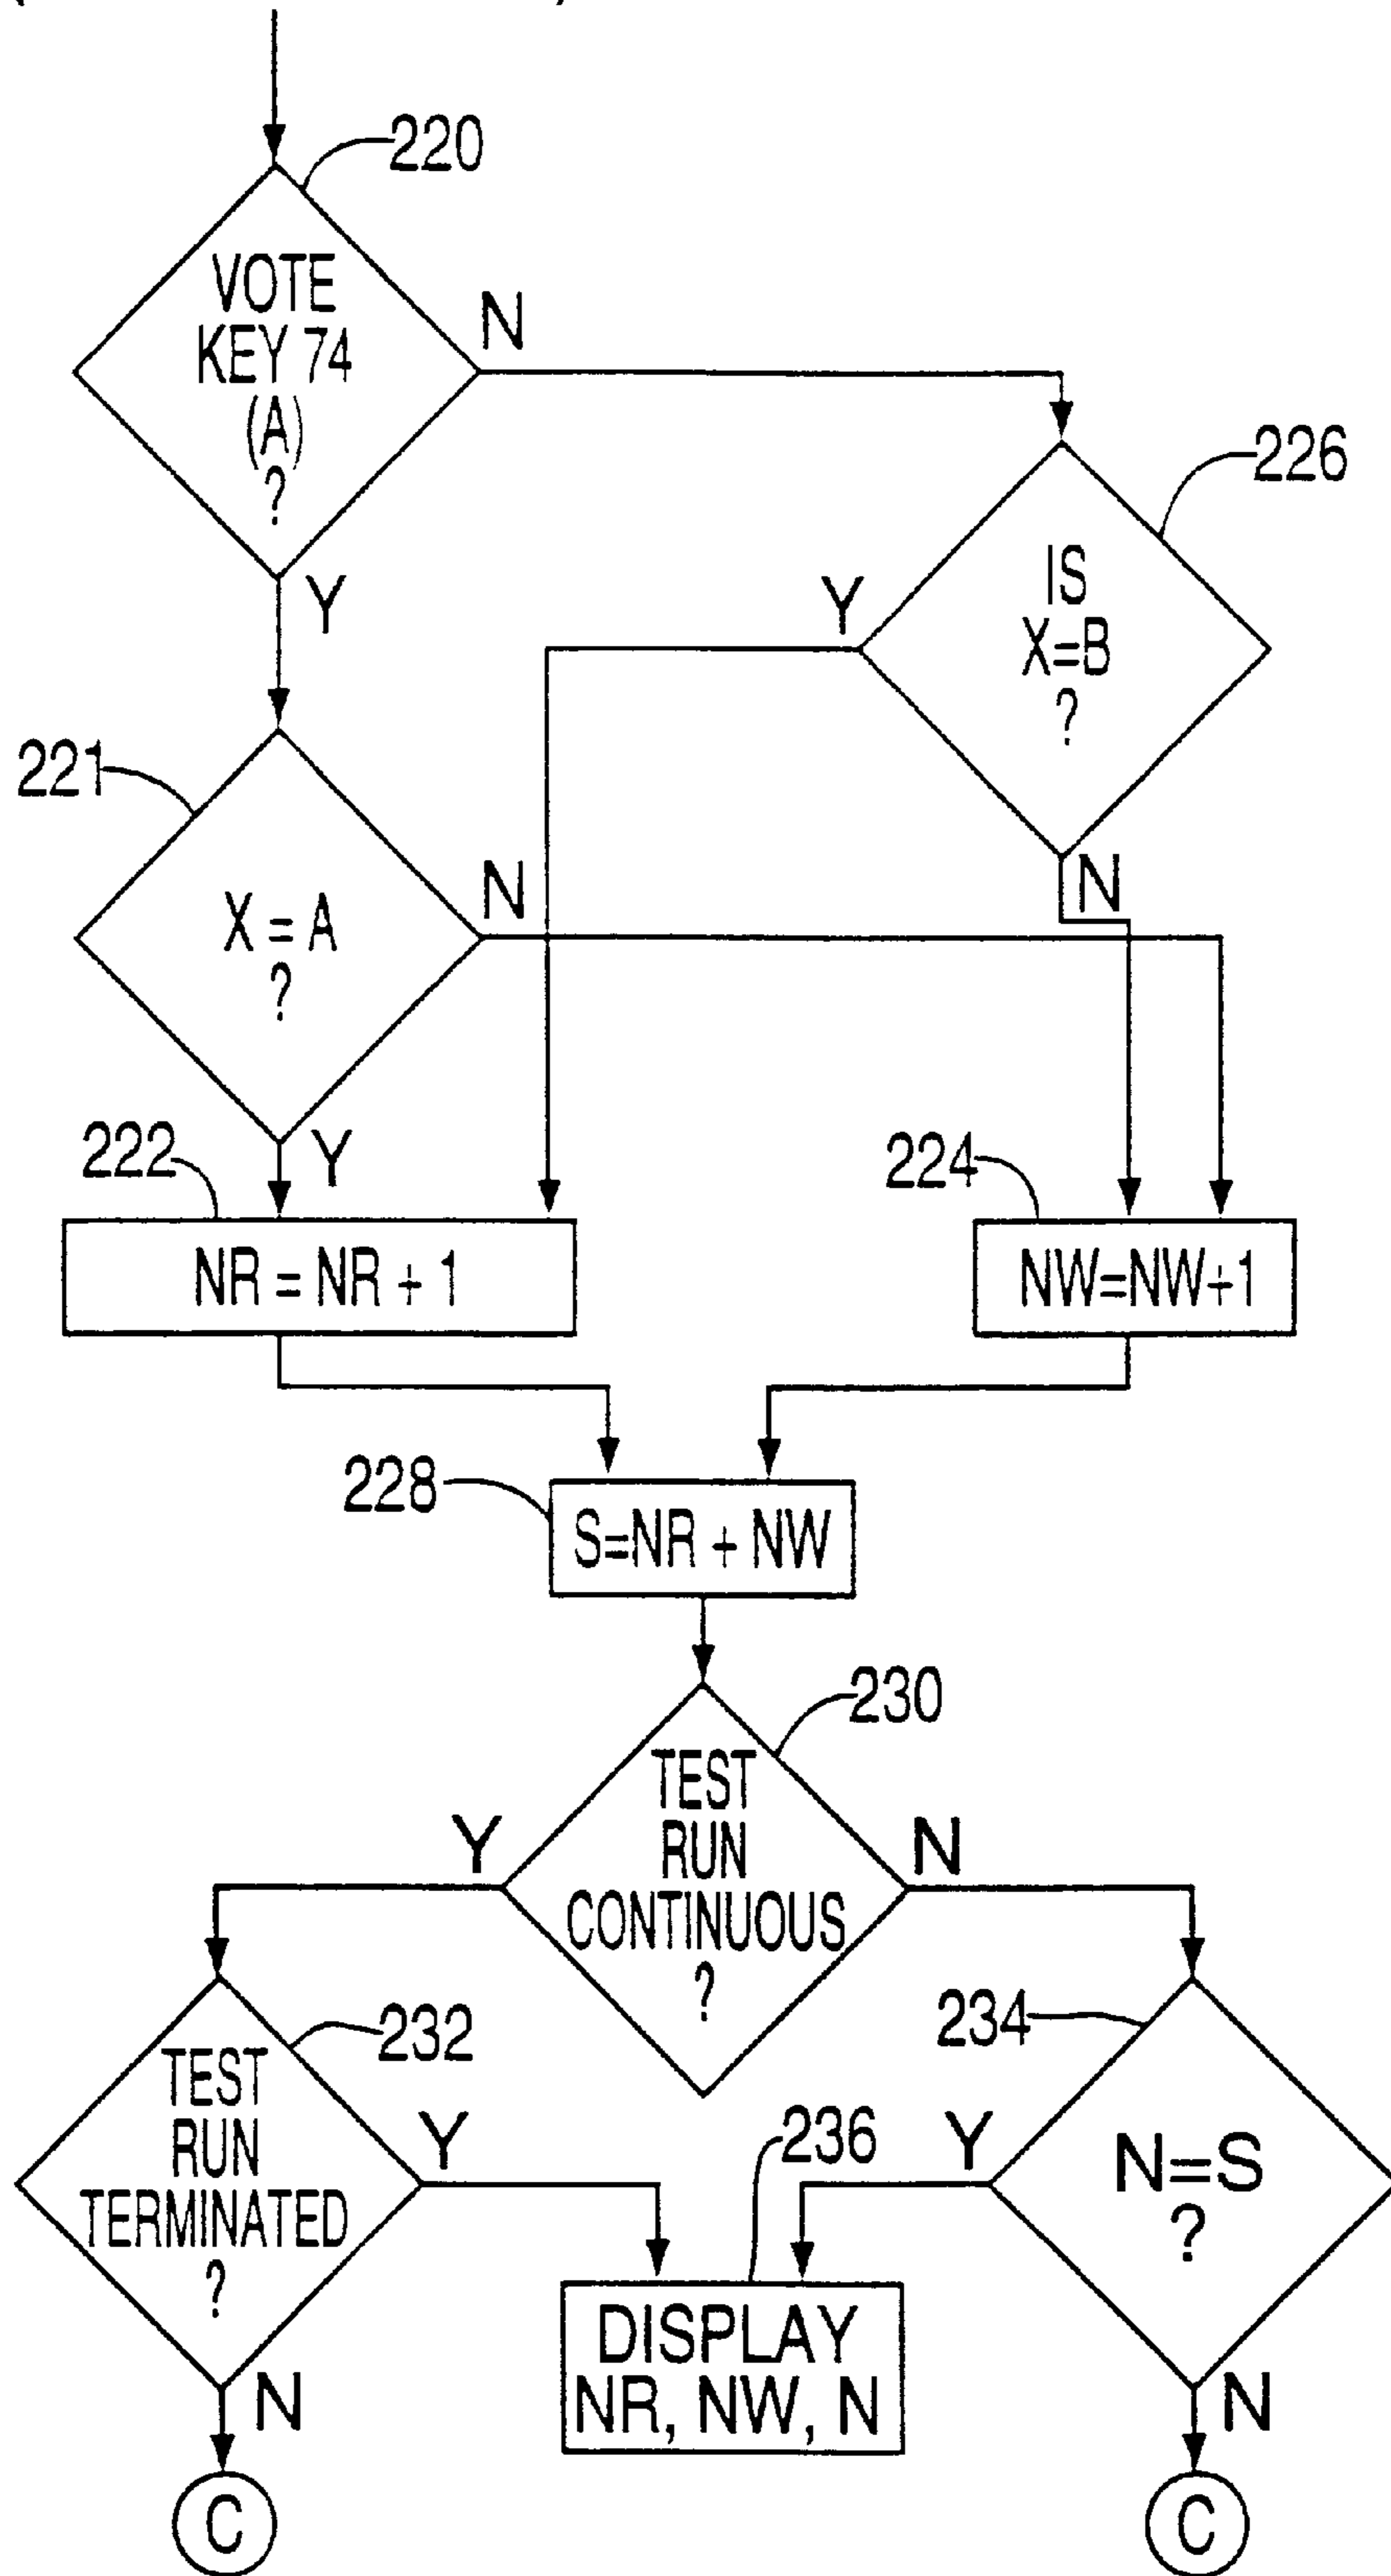 220
VOTE
KEY 74
(A)
?
N
Y
226
IS
X=B
?
Y
N
221
X = A
?
N
Y
222
NR = NR + 1
224
NW=NW+1
228
S=NR + NW
230
TEST
RUN
CONTINUOUS
?
Y
N
232
TEST
RUN
TERMINATED
?
Y
N
234
N=S
?
Y
N
236
DISPLAY
NR, NW, N
C
C